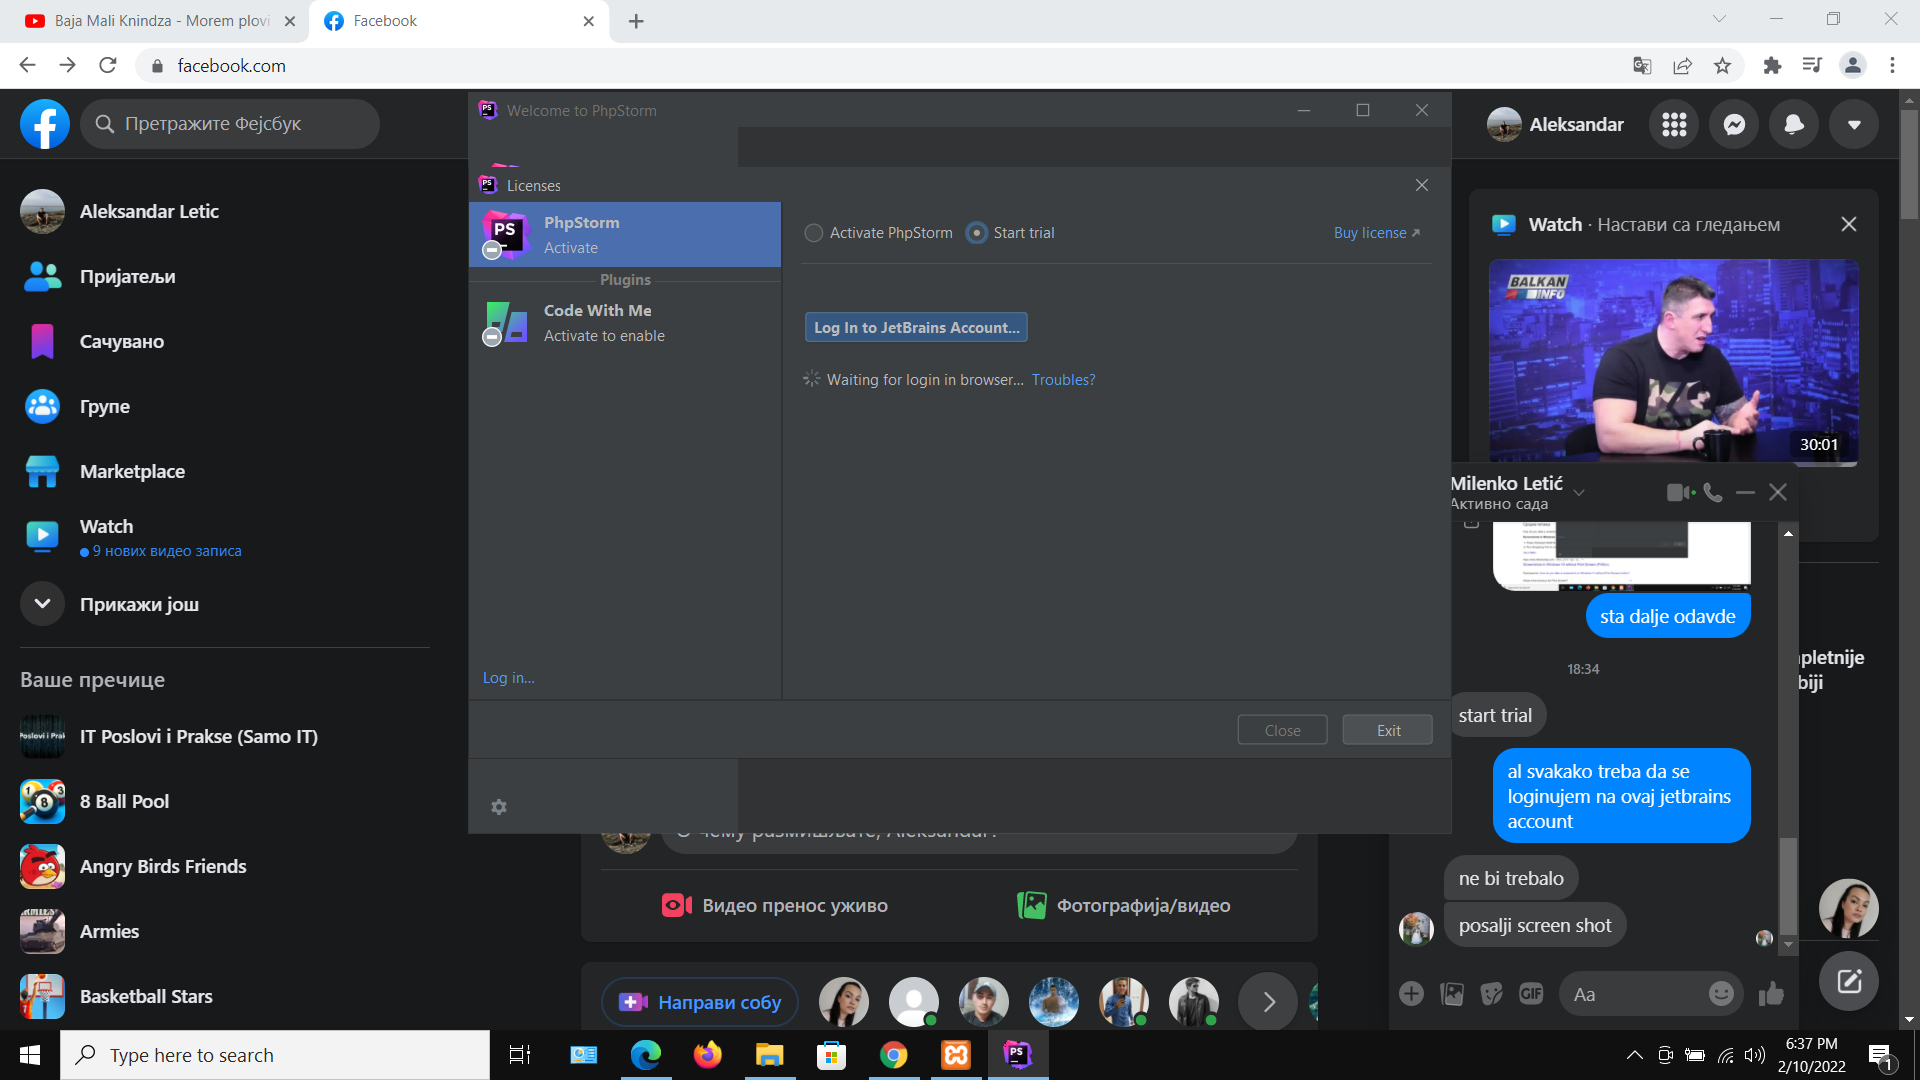 Baja Mali Knindza - Morem plovi
Facebook
facebook.com
Претражите Фејсбук
Aleksandar
Aleksandar Letic
Пријатељи
Сачувано
Групе
Marketplace
Watch
9 нових видео записа
Прикажи још
Ваше пречице
IT Poslovi i Prakse (Samo IT)
8 Ball Pool
Angry Birds Friends
Armies
Basketball Stars
Welcome to PhpStorm
Licenses
PhpStorm
Activate
Plugins
Code With Me
Activate to enable
Log in...
Activate PhpStorm
Start trial
Buy license
Log In to JetBrains Account...
Waiting for login in browser... Troubles?
Close
Exit
О чему размишљате, Aleksandar?
Видео пренос уживо
Фотографија/видео
Направи собу
Watch · Настави са гледањем
BALKAN
INFO
30:01
Milenko Letić
Активно сада
sta dalje odavde
18:34
start trial
al svakako treba da se
loginujem na ovaj jetbrains
account
ne bi trebalo
posalji screen shot
GIF
Aa
pletnije
biji
Type here to search
6:37 PM
2/10/2022
1